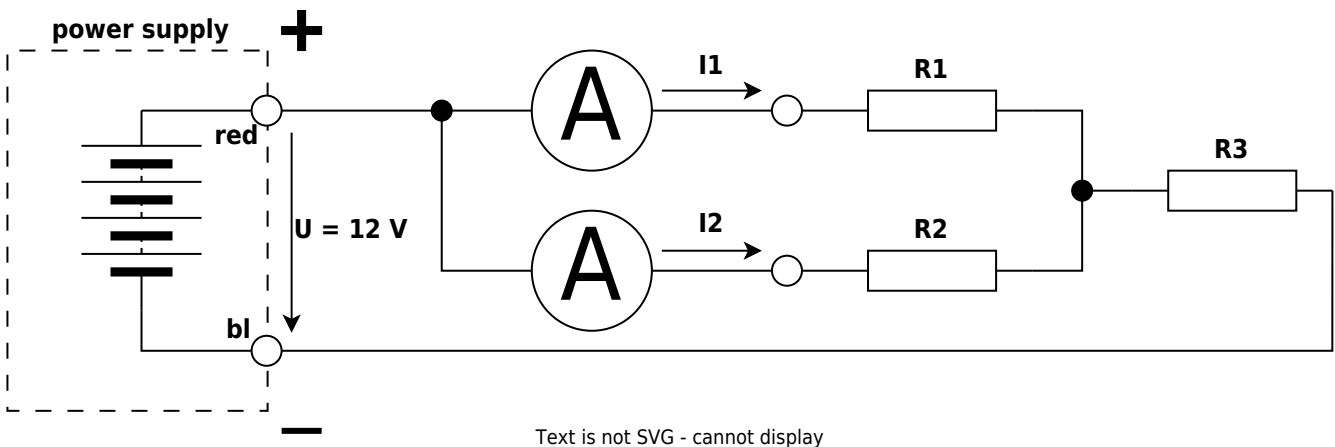 power supply
+
red
U = 12 V
bl
−
A
I1
R1
A
I2
R2
R3
Text is not SVG - cannot display